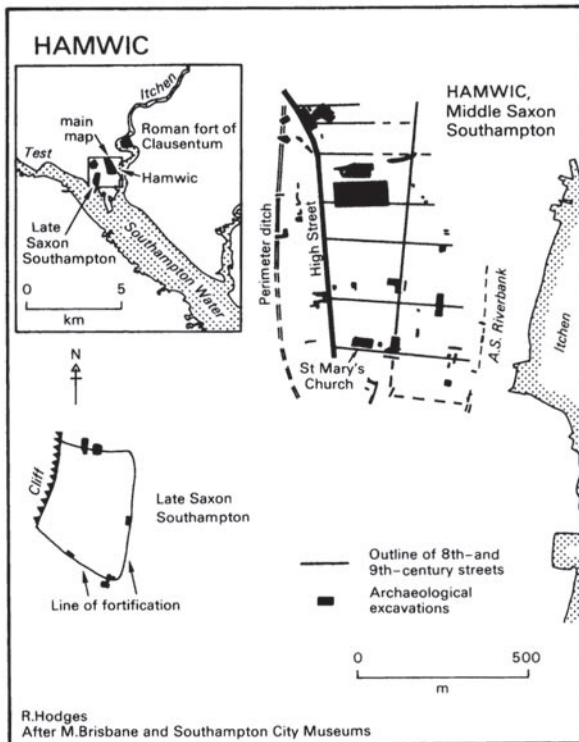 HAMWIC
Itchen
main
map
Roman fort of
Clausentum
Test
Hamwic
Late
Saxon
Southampton
Southampton Water
0 5
km
HAMWIC,
Middle Saxon
Southampton
Perimeter ditch
High Street
A.S. Riverbank
Itchen
St Mary's
Church
N
Cliff
Late Saxon
Southampton
Line of fortification
Outline of 8th–and
9th–century streets
Archaeological
excavations
0 500
m
R.Hodges
After M.Brisbane and Southampton City Museums